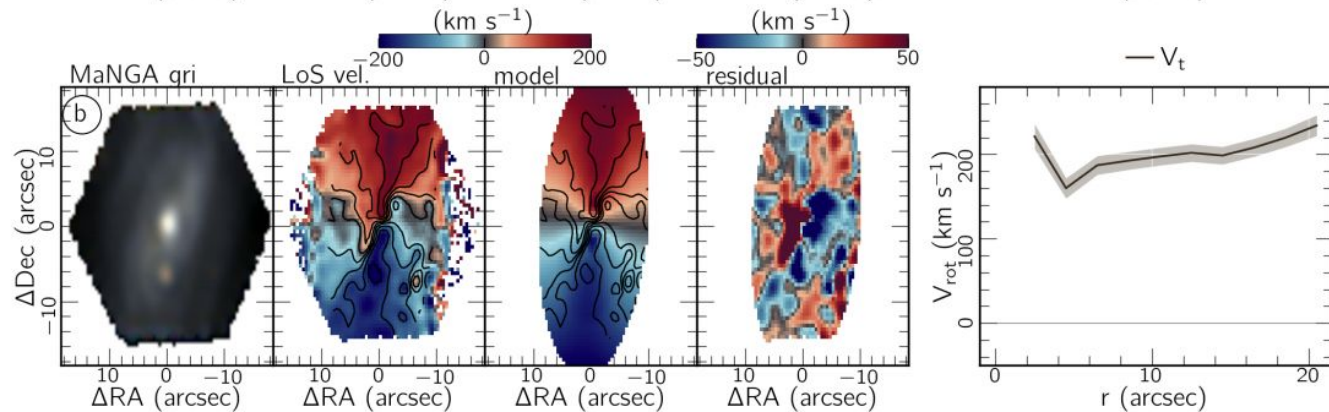 (km s⁻¹) (km s⁻¹)
−200 0 200 −50 0 50
MaNGA gri LoS vel. model residual — Vₜ
b
ΔDec (arcsec)
10
0
−10
10 0 −10 10 0 −10 10 0 −10 10 0 −10
ΔRA (arcsec) ΔRA (arcsec) ΔRA (arcsec) ΔRA (arcsec)
V_rot (km s⁻¹)
200
100
0
0 10 20
r (arcsec)